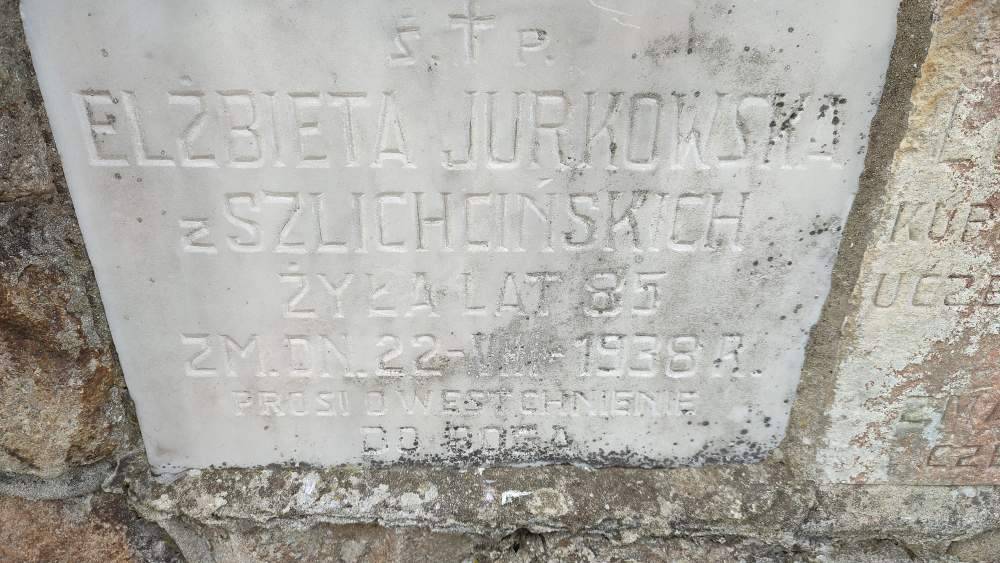 Ś. † P.
ELŻBIETA JURKOWSKA
z SZLICHCIŃSKICH
ŻYŁA LAT 85
ZM. DN. 22-VIII-1938 R.
PROSI O WESTCHNIENIE
DO BOGA